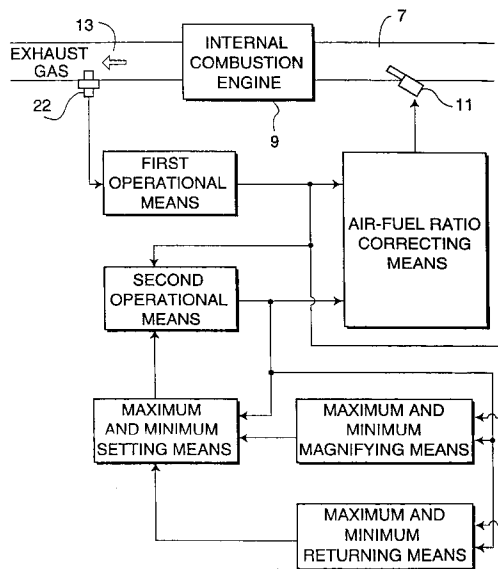 13
7
EXHAUST
GAS
INTERNAL
COMBUSTION
ENGINE
22
9
11
FIRST
OPERATIONAL
MEANS
AIR-FUEL RATIO
CORRECTING
MEANS
SECOND
OPERATIONAL
MEANS
MAXIMUM
AND MINIMUM
SETTING MEANS
MAXIMUM AND
MINIMUM
MAGNIFYING MEANS
MAXIMUM AND
MINIMUM
RETURNING MEANS